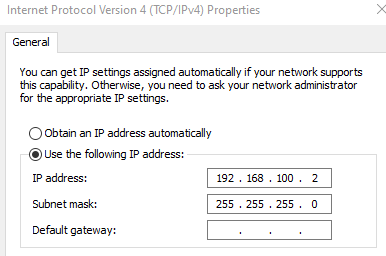 Internet Protocol Version 4 (TCP/IPv4) Properties
General
You can get IP settings assigned automatically if your network supports
this capability. Otherwise, you need to ask your network administrator
for the appropriate IP settings.
Obtain an IP address automatically
Use the following IP address:
IP address: 192 . 168 . 100 . 2
Subnet mask: 255 . 255 . 255 . 0
Default gateway: . . .